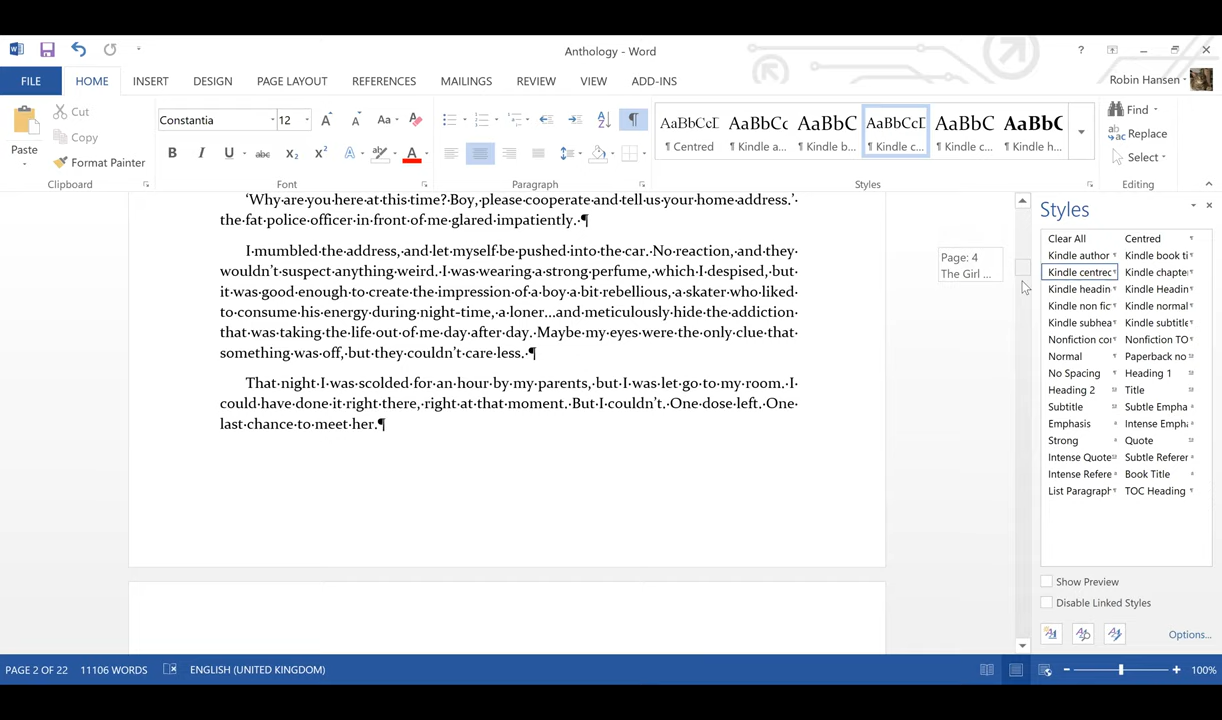 Anthology - Word
?
Robin Hansen
FILE
HOME
INSERT
DESIGN
PAGE LAYOUT
REFERENCES
MAILINGS
REVIEW
VIEW
ADD-INS
Paste
Cut
Copy
Format Painter
Clipboard
Constantia
12
Font
Paragraph
AaBbCcD
¶ Centred
AaBbCc
¶ Kindle a...
AaBbC
¶ Kindle b...
AaBbCcD
¶ Kindle c...
AaBbC
¶ Kindle c...
AaBbC
¶ Kindle h...
Styles
Find
Replace
Select
Editing
‘Why·are·you·here·at·this·time?·Boy,·please·cooperate·and·tell·us·your·home·address.’·
the·fat·police·officer·in·front·of·me·glared·impatiently.·¶
I·mumbled·the·address,·and·let·myself·be·pushed·into·the·car.·No·reaction,·and·they·
wouldn’t·suspect·anything·weird.·I·was·wearing·a·strong·perfume,·which·I·despised,·but·
it·was·good·enough·to·create·the·impression·of·a·boy·a·bit·rebellious,·a·skater·who·liked·
to·consume·his·energy·during·night-time,·a·loner...and·meticulously·hide·the·addiction·
that·was·taking·the·life·out·of·me·day·after·day.·Maybe·my·eyes·were·the·only·clue·that·
something·was·off,·but·they·couldn’t·care·less.·¶
That·night·I·was·scolded·for·an·hour·by·my·parents,·but·I·was·let·go·to·my·room.·I·
could·have·done·it·right·there,·right·at·that·moment.·But·I·couldn’t.·One·dose·left.·One·
last·chance·to·meet·her.¶
Page: 4
The Girl ...
Styles
Clear All
Centred
Kindle author
Kindle book ti
Kindle centrec
Kindle chapte
Kindle headin
Kindle Headin
Kindle non fic
Kindle normal
Kindle subhea
Kindle subtitle
Nonfiction cor
Nonfiction TO
Normal
Paperback no
No Spacing
Heading 1
Heading 2
Title
Subtitle
Subtle Empha
Emphasis
Intense Empha
Strong
Quote
Intense Quote
Subtle Referer
Intense Refere
Book Title
List Paragraph
TOC Heading
Show Preview
Disable Linked Styles
Options...
PAGE 2 OF 22
11106 WORDS
ENGLISH (UNITED KINGDOM)
100%